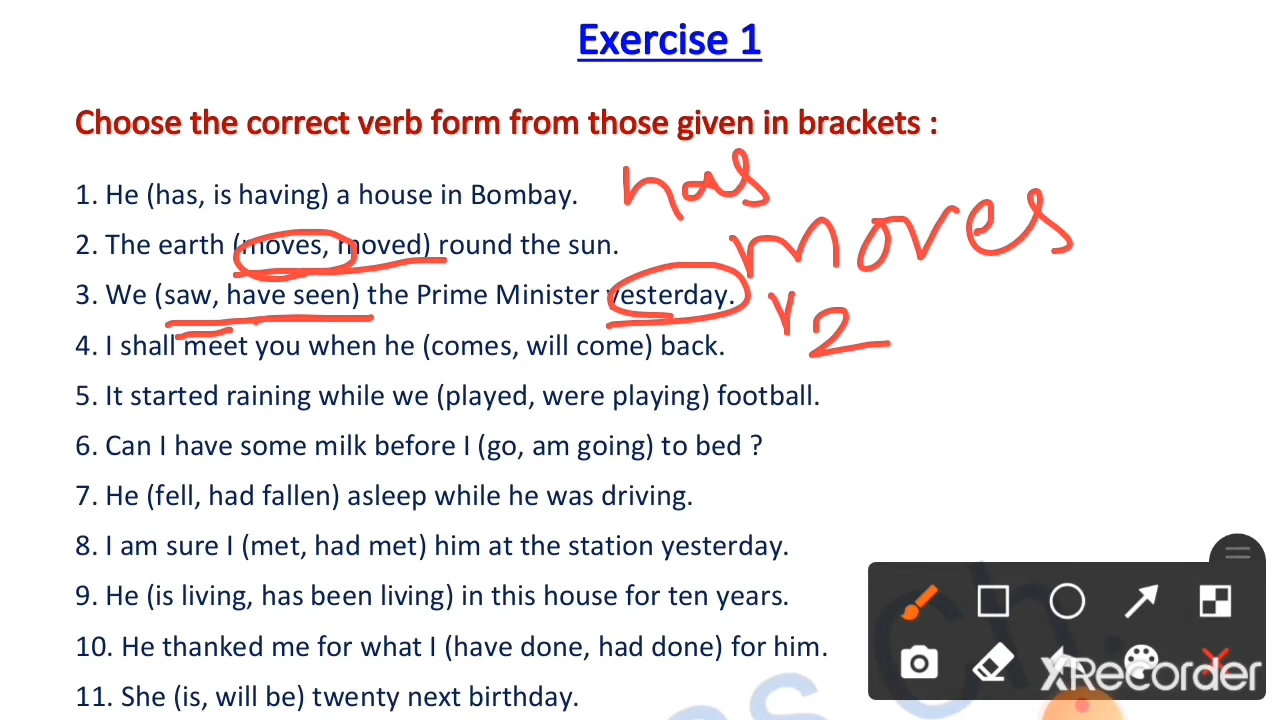 Exercise 1
Choose the correct verb form from those given in brackets :
1. He (has, is having) a house in Bombay. has
2. The earth (moves, moved) round the sun. moves
3. We (saw, have seen) the Prime Minister yesterday. v2
4. I shall meet you when he (comes, will come) back.
5. It started raining while we (played, were playing) football.
6. Can I have some milk before I (go, am going) to bed ?
7. He (fell, had fallen) asleep while he was driving.
8. I am sure I (met, had met) him at the station yesterday.
9. He (is living, has been living) in this house for ten years.
10. He thanked me for what I (have done, had done) for him.
11. She (is, will be) twenty next birthday.
XRecorder